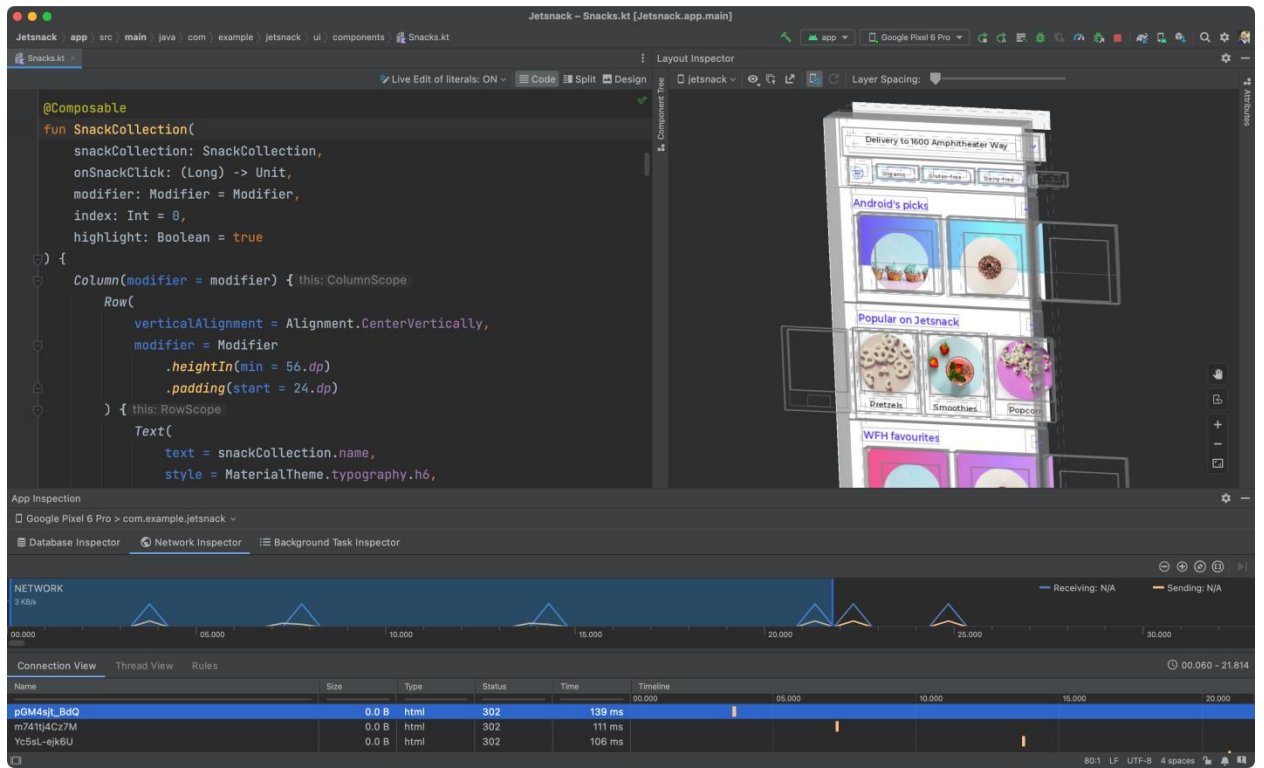 Jetsnack – Snacks.kt [Jetsnack.app.main]
Jetsnack app src main java com example jetsnack ui components Snacks.kt
app Google Pixel 6 Pro
Snacks.kt
Live Edit of literals: ON Code Split Design
@Composable
fun SnackCollection(
snackCollection: SnackCollection,
onSnackClick: (Long) -> Unit,
modifier: Modifier = Modifier,
index: Int = 0,
highlight: Boolean = true
) {
Column(modifier = modifier) { this: ColumnScope
Row(
verticalAlignment = Alignment.CenterVertically,
modifier = Modifier
.heightIn(min = 56.dp)
.padding(start = 24.dp)
) { this: RowScope
Text(
text = snackCollection.name,
style = MaterialTheme.typography.h6,
Layout Inspector
jetsnack Layer Spacing:
Component Tree
Attributes
Delivery to 1600 Amphitheater Way
Organic Gluten-free Dairy-free
Android's picks
Popular on Jetsnack
Pretzels Smoothies Popcor
WFH favourites
App Inspection
Google Pixel 6 Pro > com.example.jetsnack
Database Inspector Network Inspector Background Task Inspector
NETWORK Receiving: N/A Sending: N/A
3 KB/s
00.000 05.000 10.000 15.000 20.000 25.000 30.000
Connection View Thread View Rules 00.060 - 21.814
Name Size Type Status Time Timeline
00.000 05.000 10.000 15.000 20.000
pGM4sjt_BdQ 0.0 B html 302 139 ms
m741tj4Cz7M 0.0 B html 302 111 ms
Yc5sL-ejk6U 0.0 B html 302 106 ms
80:1 LF UTF-8 4 spaces